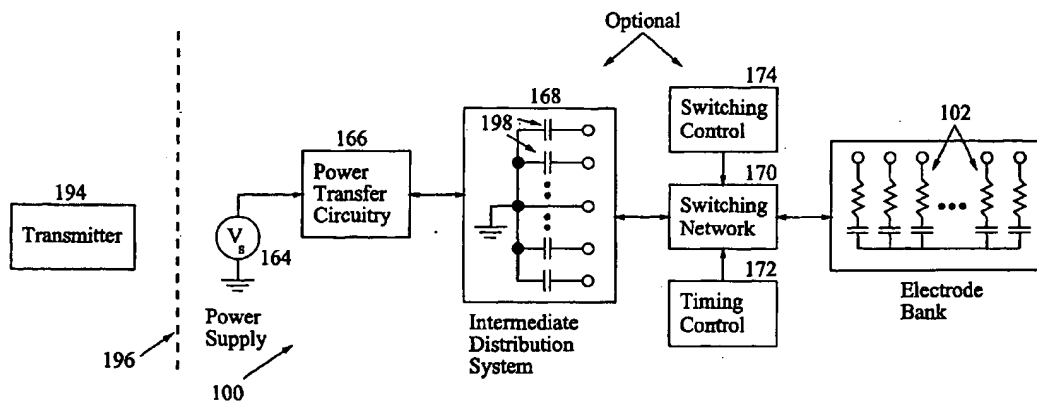 Optional
174
Switching
Control
168
198
102
166
Power
Transfer
Circuitry
170
Switching
Network
194
Transmitter
V
s
164
172
Timing
Control
Power
Supply
Intermediate
Distribution
System
Electrode
Bank
196
100